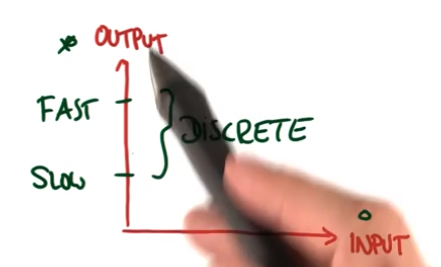 OUTPUT
FAST
DISCRETE
SLOW
INPUT